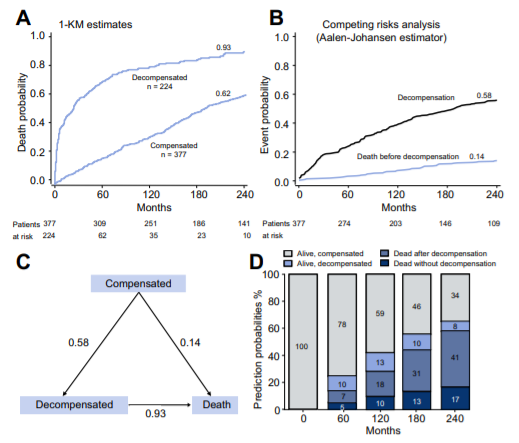 A
1-KM estimates
Death probability
1.0
0.8
0.6
0.4
0.2
0.0
0.93
Decompensated
n = 224
0.62
Compensated
n = 377
0 60 120 180 240
Months
Patients 377 309 251 186 141
at risk 224 62 35 23 10
B
Competing risks analysis
(Aalen-Johansen estimator)
Event probability
1.0
0.8
0.6
0.4
0.2
0.0
Decompensation
0.58
Death before decompensation
0.14
0 60 120 180 240
Months
Patients 377 274 203 146 109
at risk
C
Compensated
0.58 0.14
Decompensated Death
0.93
D
Alive, compensated Dead after decompensation
Alive, decompensated Dead without decompensation
Prediction probabilities %
100
80
60
40
20
0
100
78
10
7
5
59
13
18
10
46
10
31
13
34
8
41
17
0 60 120 180 240
Months